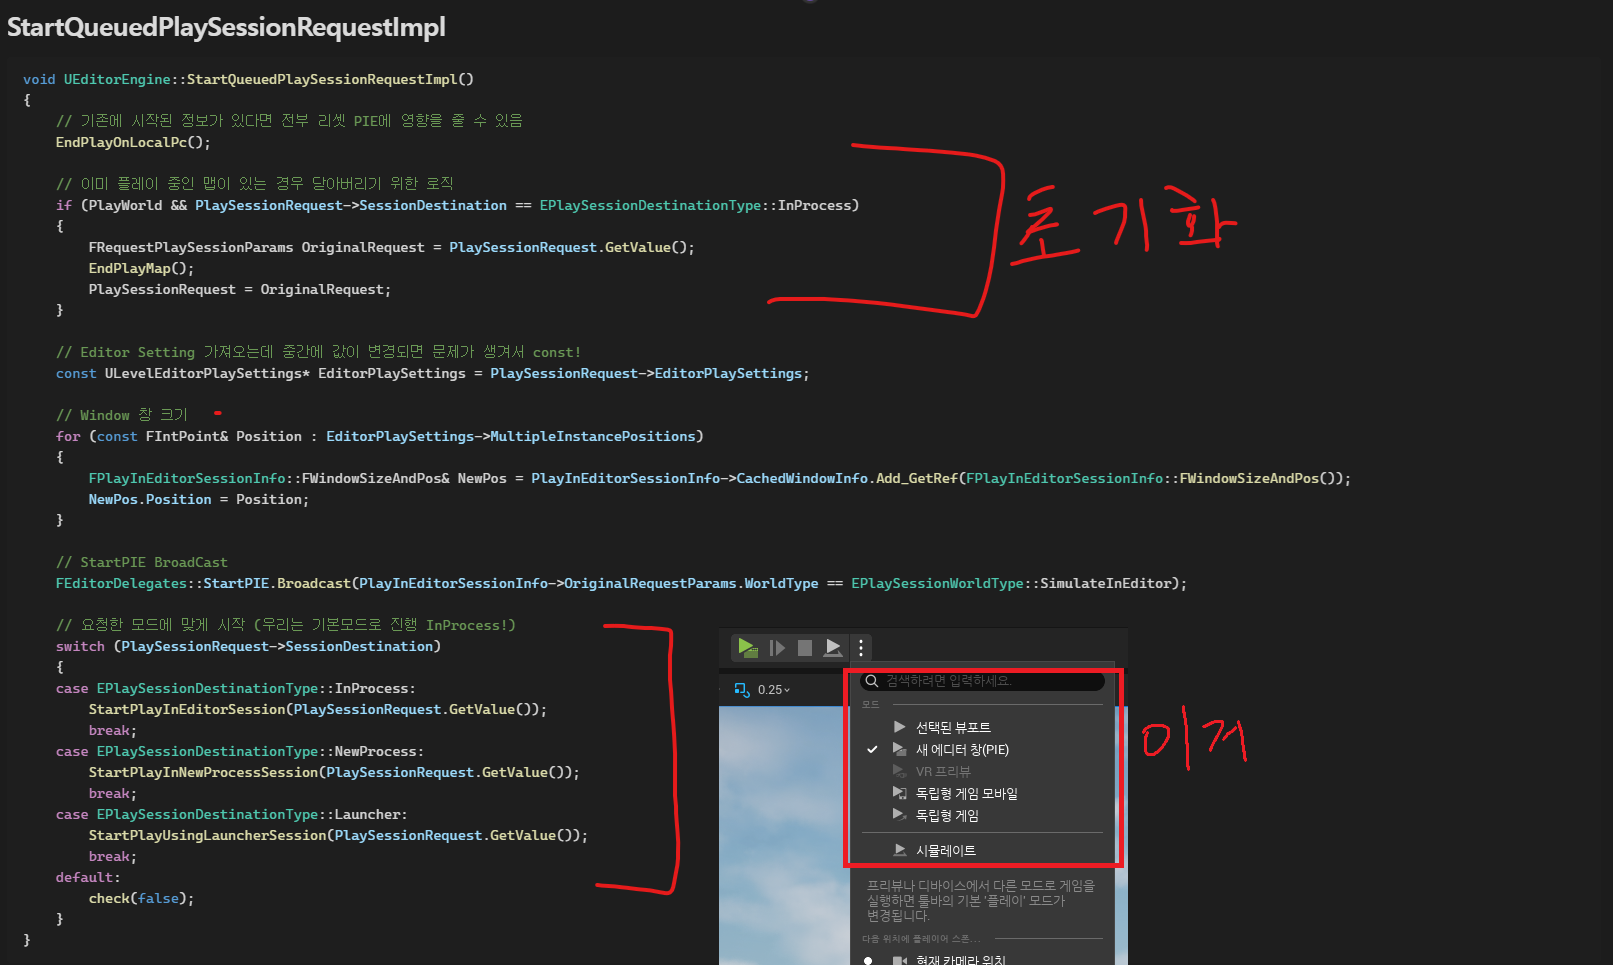 StartQueuedPlaySessionRequestImpl
void UEditorEngine::StartQueuedPlaySessionRequestImpl()
{
// 기존에 시작된 정보가 있다면 전부 리셋 PIE에 영향을 줄 수 있음
EndPlayOnLocalPc();
// 이미 플레이 중인 맵이 있는 경우 닫아버리기 위한 로직
if (PlayWorld && PlaySessionRequest->SessionDestination == EPlaySessionDestinationType::InProcess)
{
FRequestPlaySessionParams OriginalRequest = PlaySessionRequest.GetValue();
EndPlayMap();
PlaySessionRequest = OriginalRequest;
}
초기화
// Editor Setting 가져오는데 중간에 값이 변경되면 문제가 생겨서 const!
const ULevelEditorPlaySettings* EditorPlaySettings = PlaySessionRequest->EditorPlaySettings;
// Window 창 크기
for (const FIntPoint& Position : EditorPlaySettings->MultipleInstancePositions)
{
FPlayInEditorSessionInfo::FWindowSizeAndPos& NewPos = PlayInEditorSessionInfo->CachedWindowInfo.Add_GetRef(FPlayInEditorSessionInfo::FWindowSizeAndPos());
NewPos.Position = Position;
}
// StartPIE BroadCast
FEditorDelegates::StartPIE.Broadcast(PlayInEditorSessionInfo->OriginalRequestParams.WorldType == EPlaySessionWorldType::SimulateInEditor);
// 요청한 모드에 맞게 시작 (우리는 기본모드로 진행 InProcess!)
switch (PlaySessionRequest->SessionDestination)
{
case EPlaySessionDestinationType::InProcess:
StartPlayInEditorSession(PlaySessionRequest.GetValue());
break;
case EPlaySessionDestinationType::NewProcess:
StartPlayInNewProcessSession(PlaySessionRequest.GetValue());
break;
case EPlaySessionDestinationType::Launcher:
StartPlayUsingLauncherSession(PlaySessionRequest.GetValue());
break;
default:
check(false);
}
}
0.25
검색하려면 입력하세요.
모드
선택된 뷰포트
새 에디터 창(PIE)
VR 프리뷰
독립형 게임 모바일
독립형 게임
시뮬레이트
이거
프리뷰나 디바이스에서 다른 모드로 게임을
실행하면 툴바의 기본 '플레이' 모드가
변경됩니다.
다음 위치에 플레이어 스폰...
현재 카메라 위치